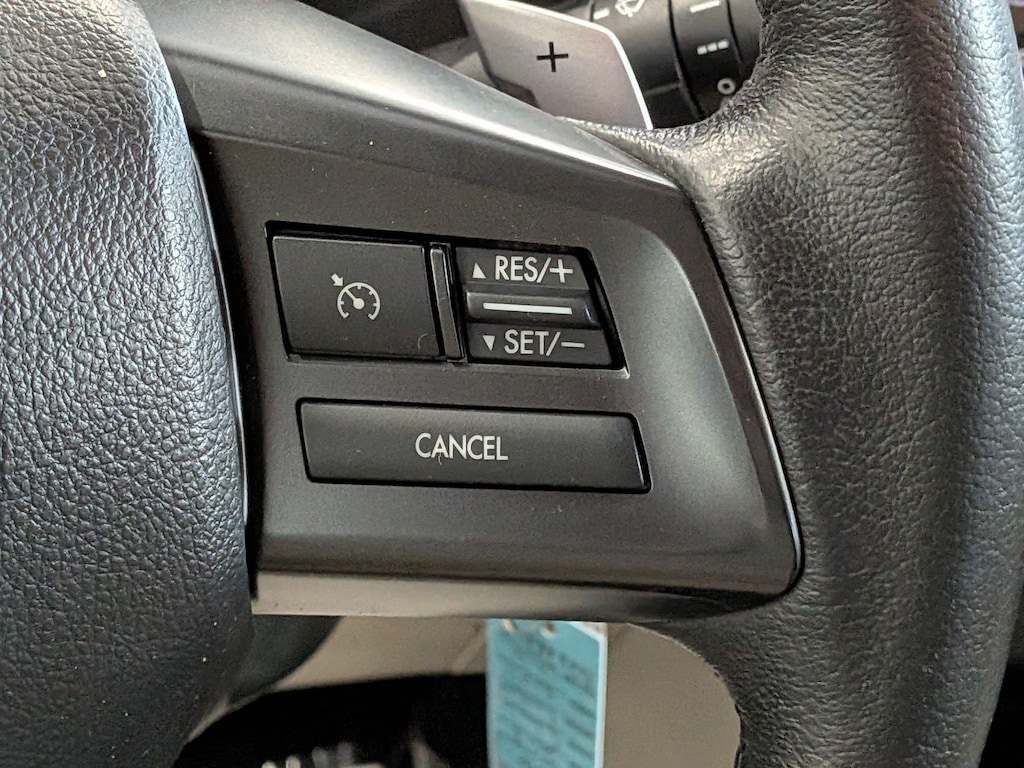 +
▲ RES/+
▼ SET/−
CANCEL